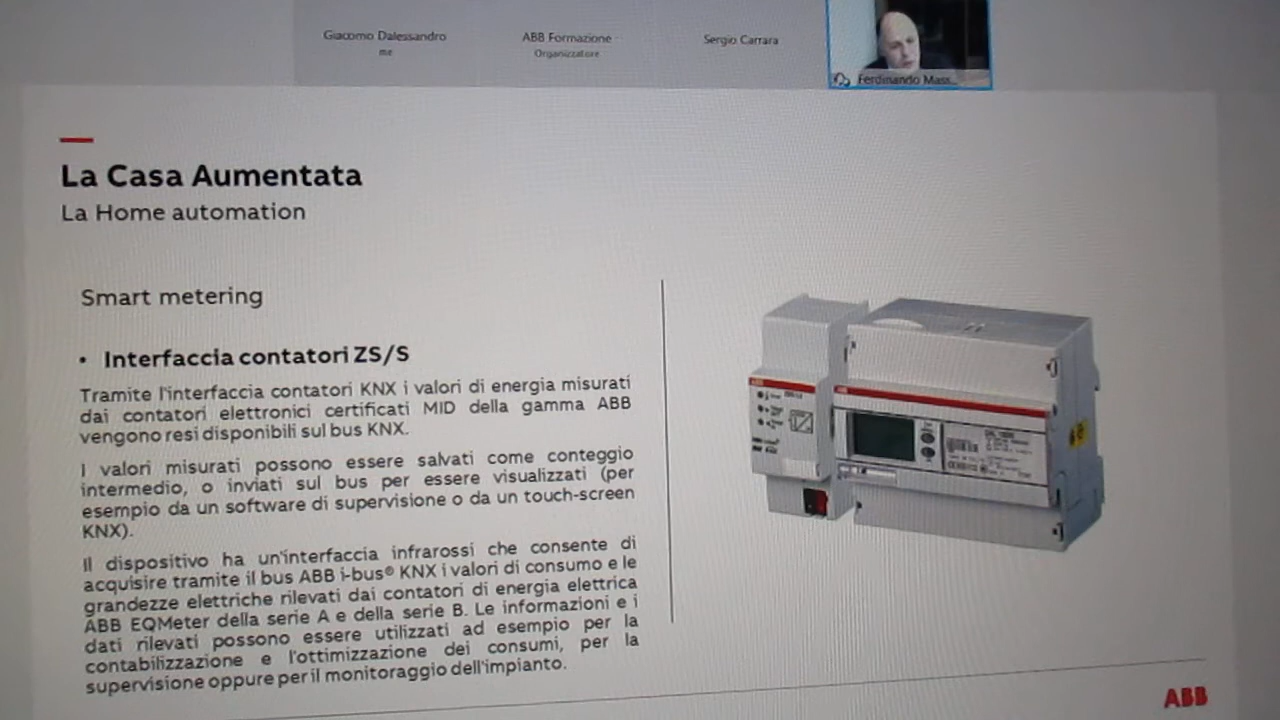 Giacomo Dalessandro
me
ABB Formazione
Organizzatore
Sergio Carrara
Ferdinando Mass...
La Casa Aumentata
La Home automation
Smart metering
• Interfaccia contatori ZS/S
Tramite l'interfaccia contatori KNX i valori di energia misurati
dai contatori elettronici certificati MID della gamma ABB
vengono resi disponibili sul bus KNX.
I valori misurati possono essere salvati come conteggio
intermedio, o inviati sul bus per essere visualizzati (per
esempio da un software di supervisione o da un touch-screen
KNX).
Il dispositivo ha un'interfaccia infrarossi che consente di
acquisire tramite il bus ABB i-bus® KNX i valori di consumo e le
grandezze elettriche rilevati dai contatori di energia elettrica
ABB EQMeter della serie A e della serie B. Le informazioni e i
dati rilevati possono essere utilizzati ad esempio per la
contabilizzazione e l'ottimizzazione dei consumi, per la
supervisione oppure per il monitoraggio dell'impianto.
ABB
ABB
ABB